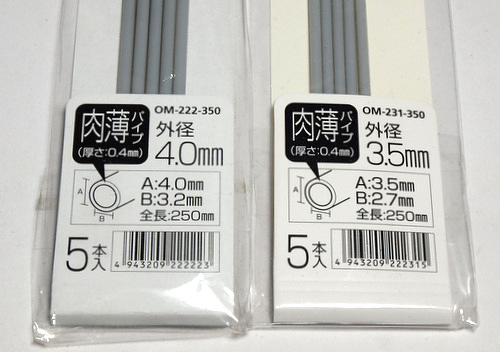 OM-222-350
肉薄パイプ
(厚さ:0.4mm)
外径
4.0mm
A
B
A:4.0mm
B:3.2mm
全長:250mm
5本入
4 943209 222223
OM-231-350
肉薄パイプ
(厚さ:0.4mm)
外径
3.5mm
A
B
A:3.5mm
B:2.7mm
全長:250mm
5本入
4 943209 222315